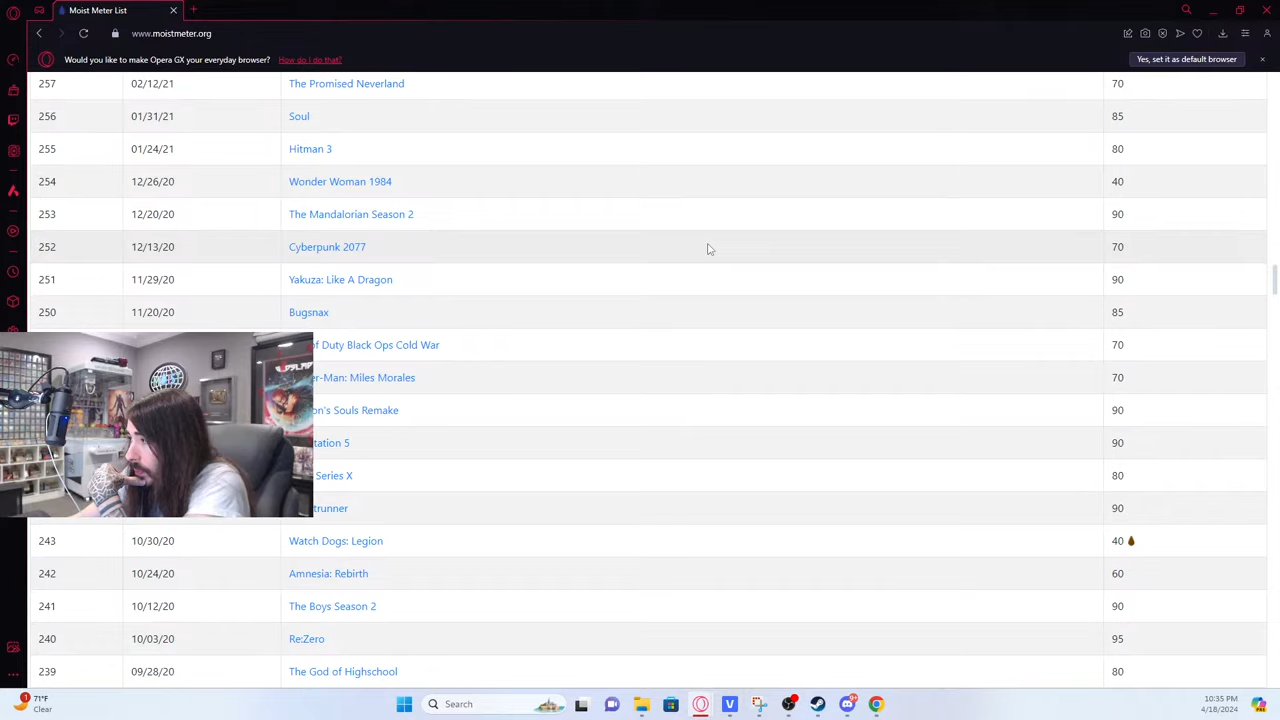 Moist Meter List
www.moistmeter.org
Would you like to make Opera GX your everyday browser? How do I do that? Yes, set it as default browser
257 02/12/21 The Promised Neverland 70
256 01/31/21 Soul 85
255 01/24/21 Hitman 3 80
254 12/26/20 Wonder Woman 1984 40
253 12/20/20 The Mandalorian Season 2 90
252 12/13/20 Cyberpunk 2077 70
251 11/29/20 Yakuza: Like A Dragon 90
250 11/20/20 Bugsnax 85
of Duty Black Ops Cold War 70
er-Man: Miles Morales 70
on's Souls Remake 90
tation 5 90
Series X 80
trunner 90
243 10/30/20 Watch Dogs: Legion 40
242 10/24/20 Amnesia: Rebirth 60
241 10/12/20 The Boys Season 2 90
240 10/03/20 Re:Zero 95
239 09/28/20 The God of Highschool 80
1 71°F
Clear
Search
10:35 PM
4/18/2024